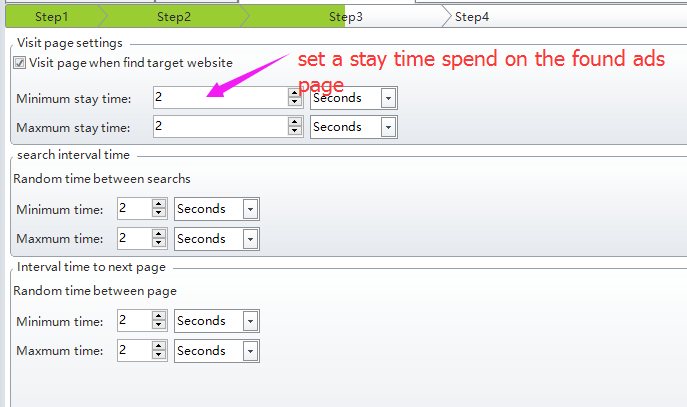 Step1 Step2 Step3 Step4
Visit page settings
Visit page when find target website
set a stay time spend on the found ads
page
Minimum stay time: 2 Seconds
Maxmum stay time: 2 Seconds
search interval time
Random time between searchs
Minimum time: 2 Seconds
Maxmum time: 2 Seconds
Interval time to next page
Random time between page
Minimum time: 2 Seconds
Maxmum time: 2 Seconds